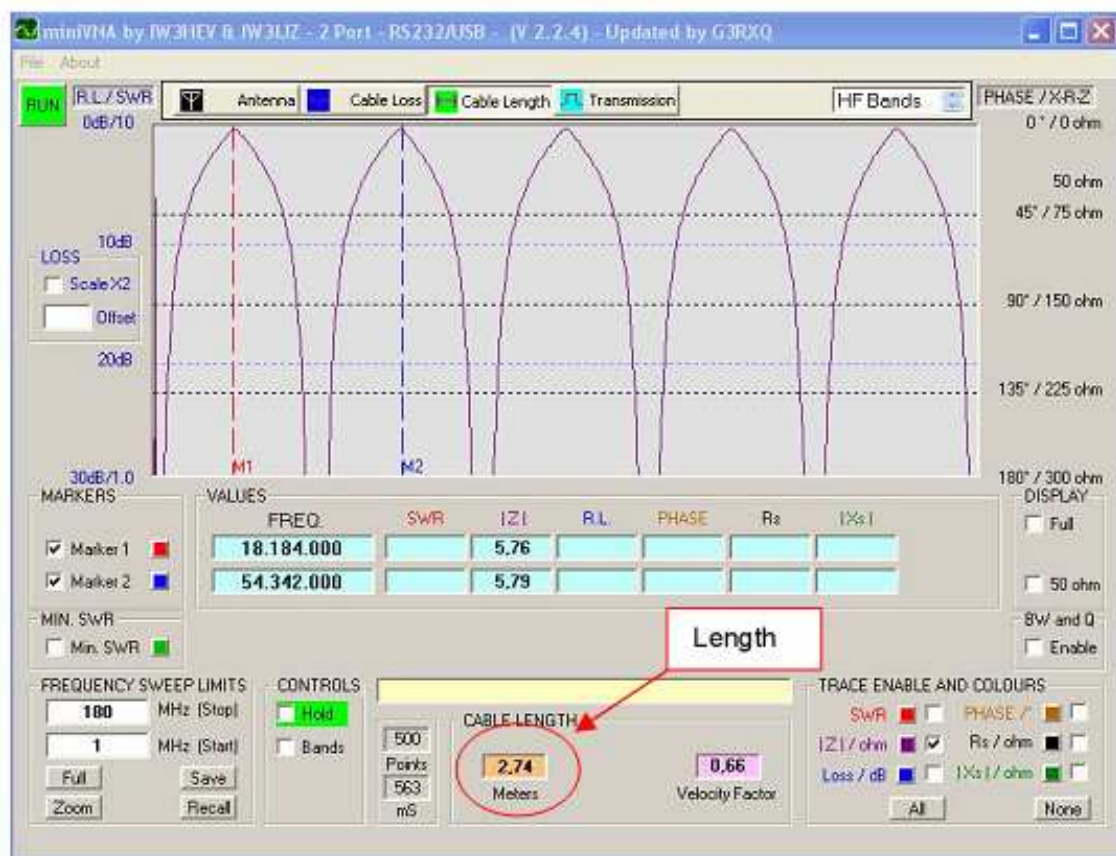 miniVNA by IW3HEV & IW3IJZ - 2 Port - RS232/USB - (V 2.2.4) - Updated by G3RXQ
File About
RUN R.L / SWR Antenna Cable Loss Cable Length Transmission HF Bands PHASE / X-R-Z
0dB/10 0° / 0 ohm
50 ohm
45° / 75 ohm
10dB
LOSS
Scale X2
Offset
90° / 150 ohm
20dB
135° / 225 ohm
M1 M2
30dB/1.0 180° / 300 ohm
MARKERS VALUES DISPLAY
FREQ. SWR |Z| R.L. PHASE Rs |Xs| Full
Marker 1 18.184.000 5,76
Marker 2 54.342.000 5,79 50 ohm
MIN. SWR BW and Q
Min. SWR Length Enable
FREQUENCY SWEEP LIMITS CONTROLS TRACE ENABLE AND COLOURS
180 MHz (Stop) Hold CABLE LENGTH SWR PHASE /°
1 MHz (Start) Bands 500 |Z| / ohm Rs / ohm
Points 2,74 0,66
Full Save 563 Meters Velocity Factor Loss / dB |Xs| / ohm
Zoom Recall mS All None